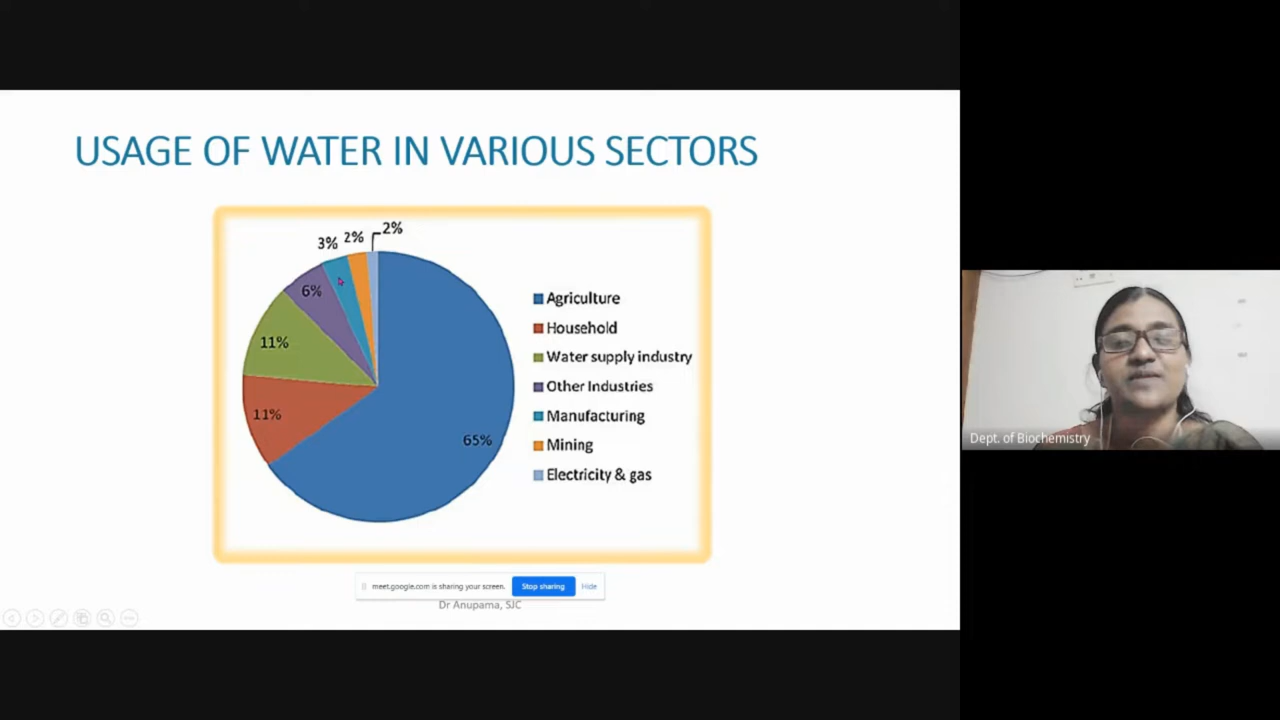 USAGE OF WATER IN VARIOUS SECTORS
2%
3% 2%
6%
11%
11%
65%
Agriculture
Household
Water supply industry
Other Industries
Manufacturing
Mining
Electricity & gas
meet.google.com is sharing your screen. Stop sharing Hide
Dr Anupama, SJC
Dept. of Biochemistry